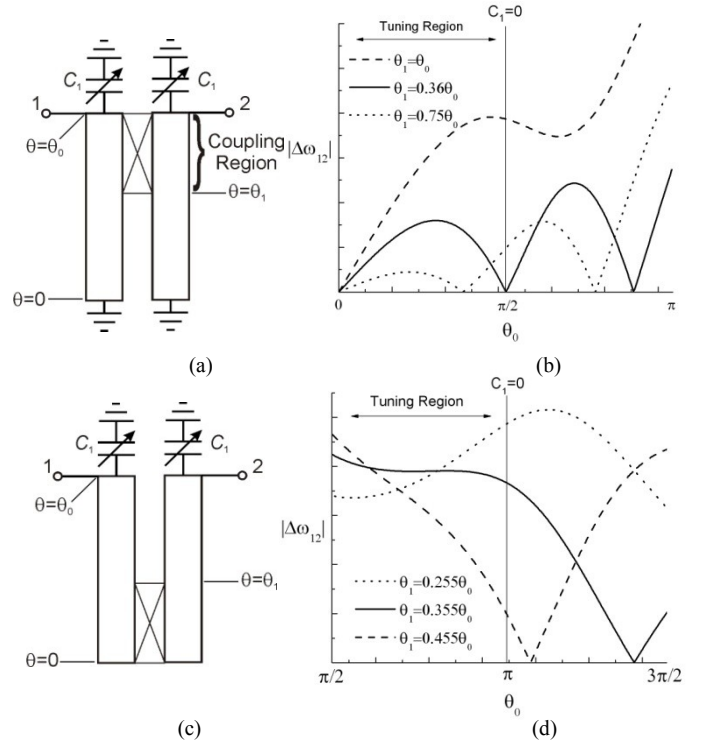 C₁ C₁
1 2
θ=θ₀
Coupling
Region
θ=θ₁
θ=0
(a)
C₁=0
Tuning Region
θ₁=θ₀
θ₁=0.36θ₀
θ₁=0.75θ₀
|Δω₁₂|
0 π/2 π
θ₀
(b)
C₁ C₁
1 2
θ=θ₀
θ=θ₁
θ=0
(c)
C₁=0
Tuning Region
|Δω₁₂|
θ₁=0.255θ₀
θ₁=0.355θ₀
θ₁=0.455θ₀
π/2 π 3π/2
θ₀
(d)